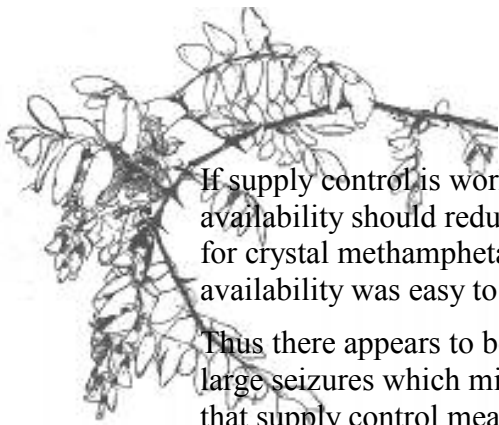 If supply control is wor
availability should redu
for crystal methampheta
availability was easy to
Thus there appears to b
large seizures which mi
that supply control mea